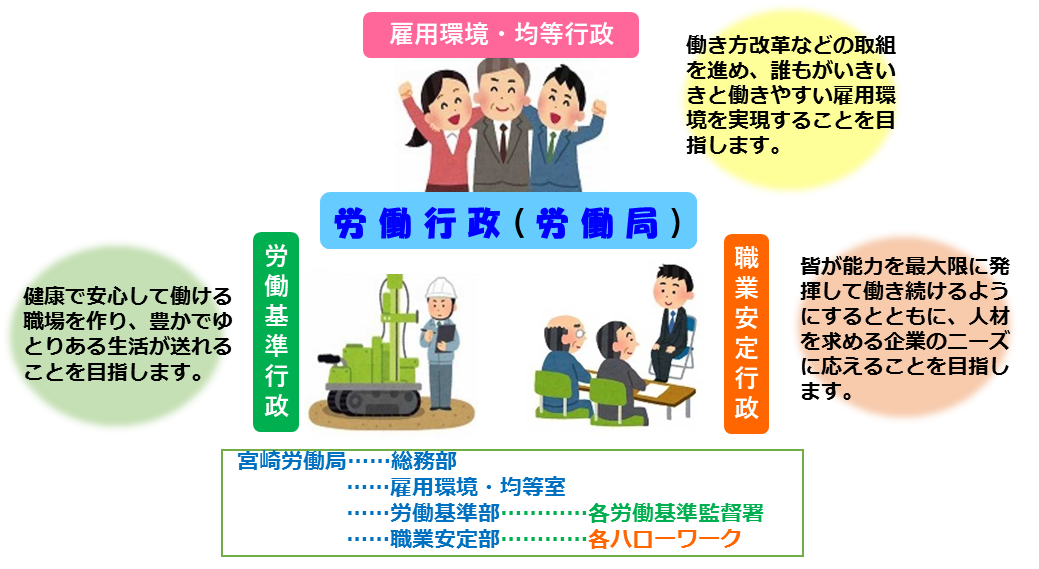 雇用環境・均等行政
働き方改革などの取組
を進め、誰もがいきい
きと働きやすい雇用環
境を実現することを目
指します。
労働行政(労働局)
労働基準行政
健康で安心して働ける
職場を作り、豊かでゆ
とりある生活が送れる
ことを目指します。
職業安定行政
皆が能力を最大限に発
揮して働き続けるよう
にするとともに、人材
を求める企業のニーズ
に応えることを目指し
ます。
宮崎労働局……総務部
……雇用環境・均等室
……労働基準部…………各労働基準監督署
……職業安定部…………各ハローワーク